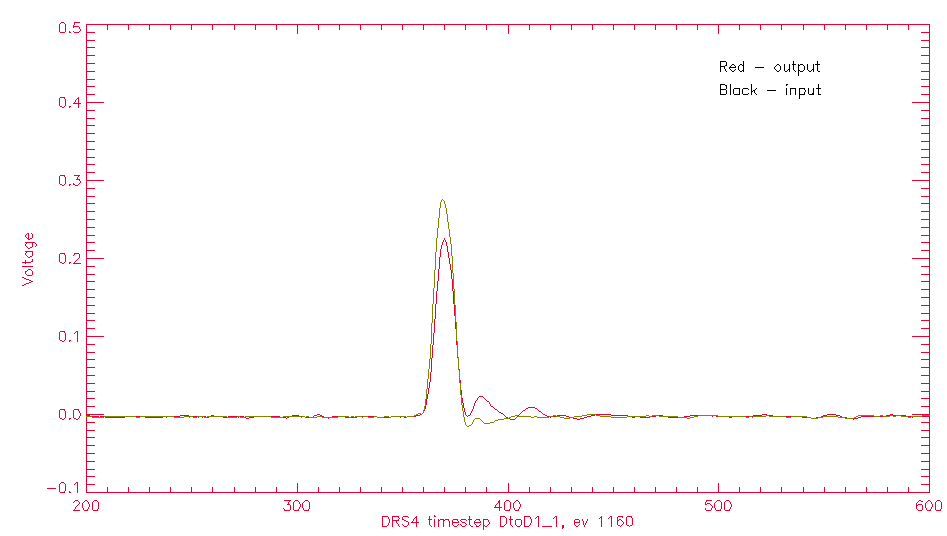 0.5
Red – output
Black – input
0.4
0.3
0.2
Voltage
0.1
0.0
–0.1
200 300 400 500 600
DRS4 timestep DtoD1_1, ev 1160